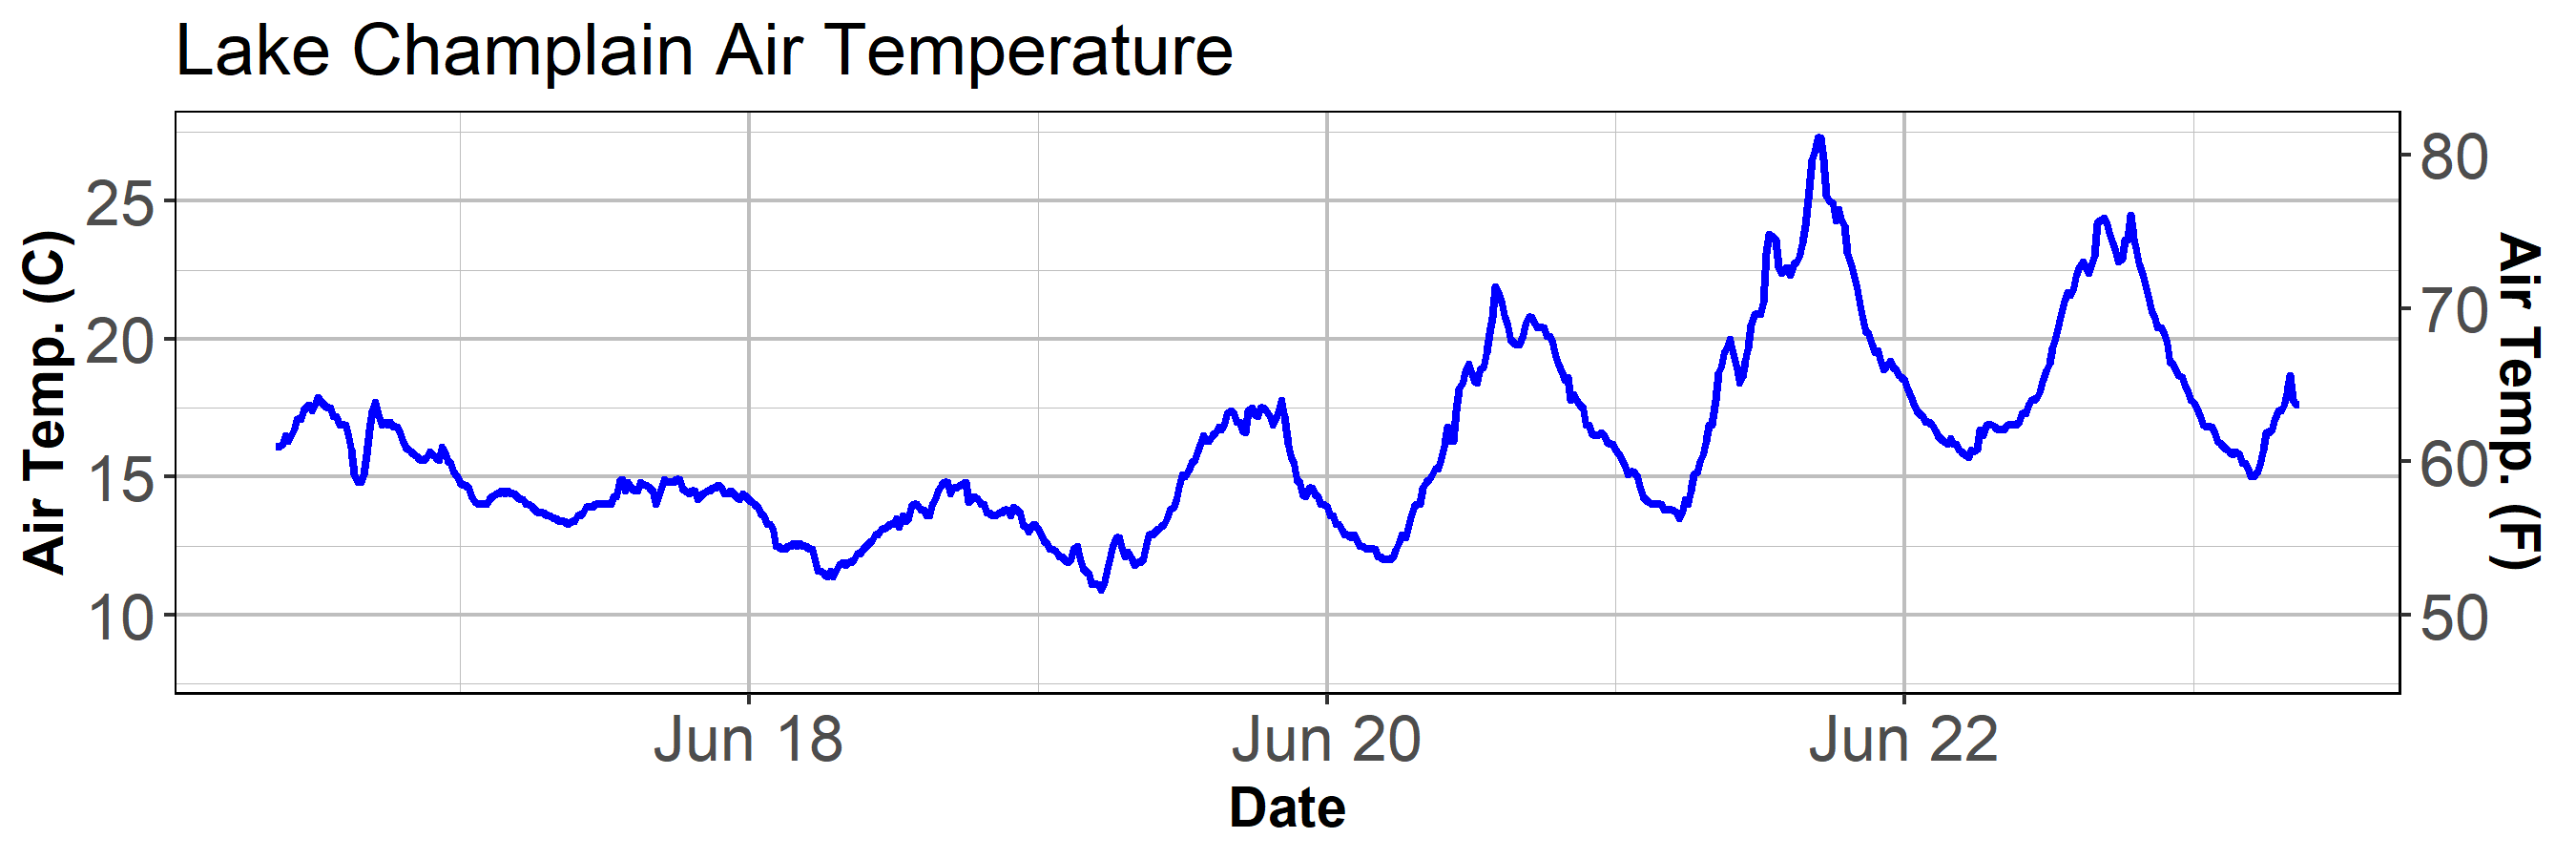 Lake Champlain Air Temperature
Air Temp. (C)
25
20
15
10
80
70
60
50
Air Temp. (F)
Jun 18
Jun 20
Jun 22
Date